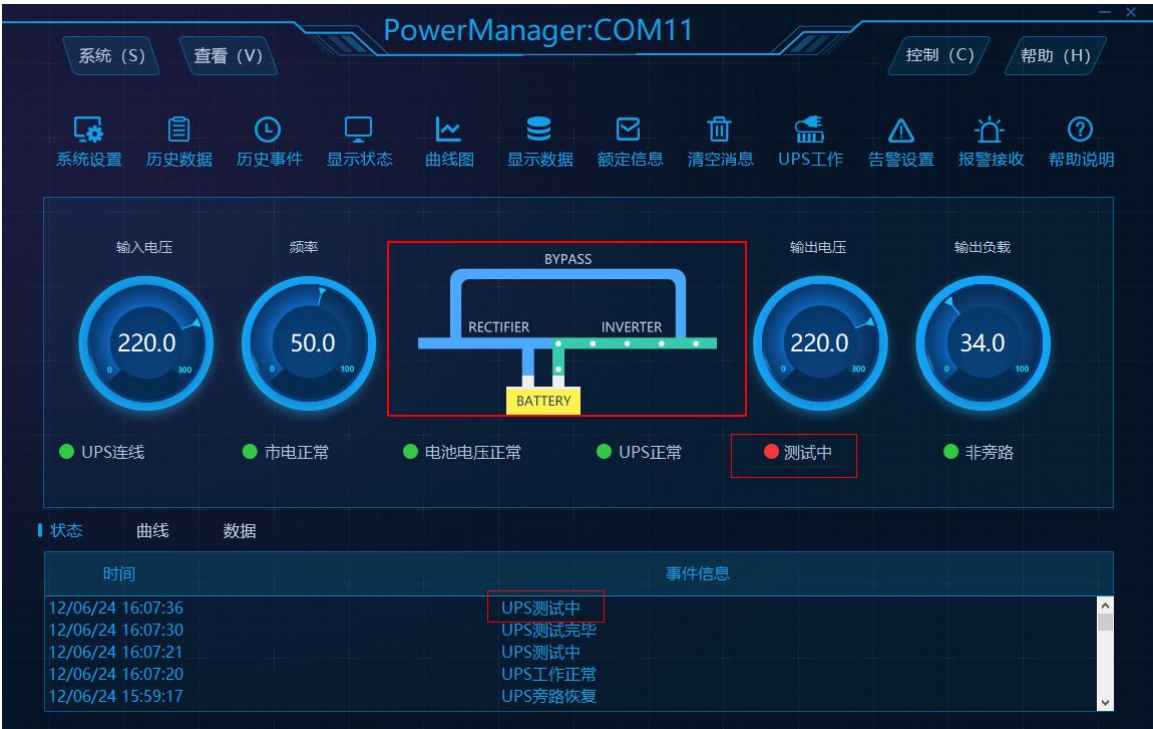 PowerManager:COM11
系统 (S)
查看 (V)
控制 (C)
帮助 (H)
系统设置
历史数据
历史事件
显示状态
曲线图
显示数据
额定信息
清空消息
UPS工作
告警设置
报警接收
帮助说明
输入电压
频率
输出电压
输出负载
220.0
0
300
50.0
0
100
BYPASS
RECTIFIER
INVERTER
BATTERY
220.0
0
300
34.0
0
100
UPS连线
市电正常
电池电压正常
UPS正常
测试中
非旁路
状态
曲线
数据
时间
事件信息
12/06/24 16:07:36 UPS测试中
12/06/24 16:07:30 UPS测试完毕
12/06/24 16:07:21 UPS测试中
12/06/24 16:07:20 UPS工作正常
12/06/24 15:59:17 UPS旁路恢复